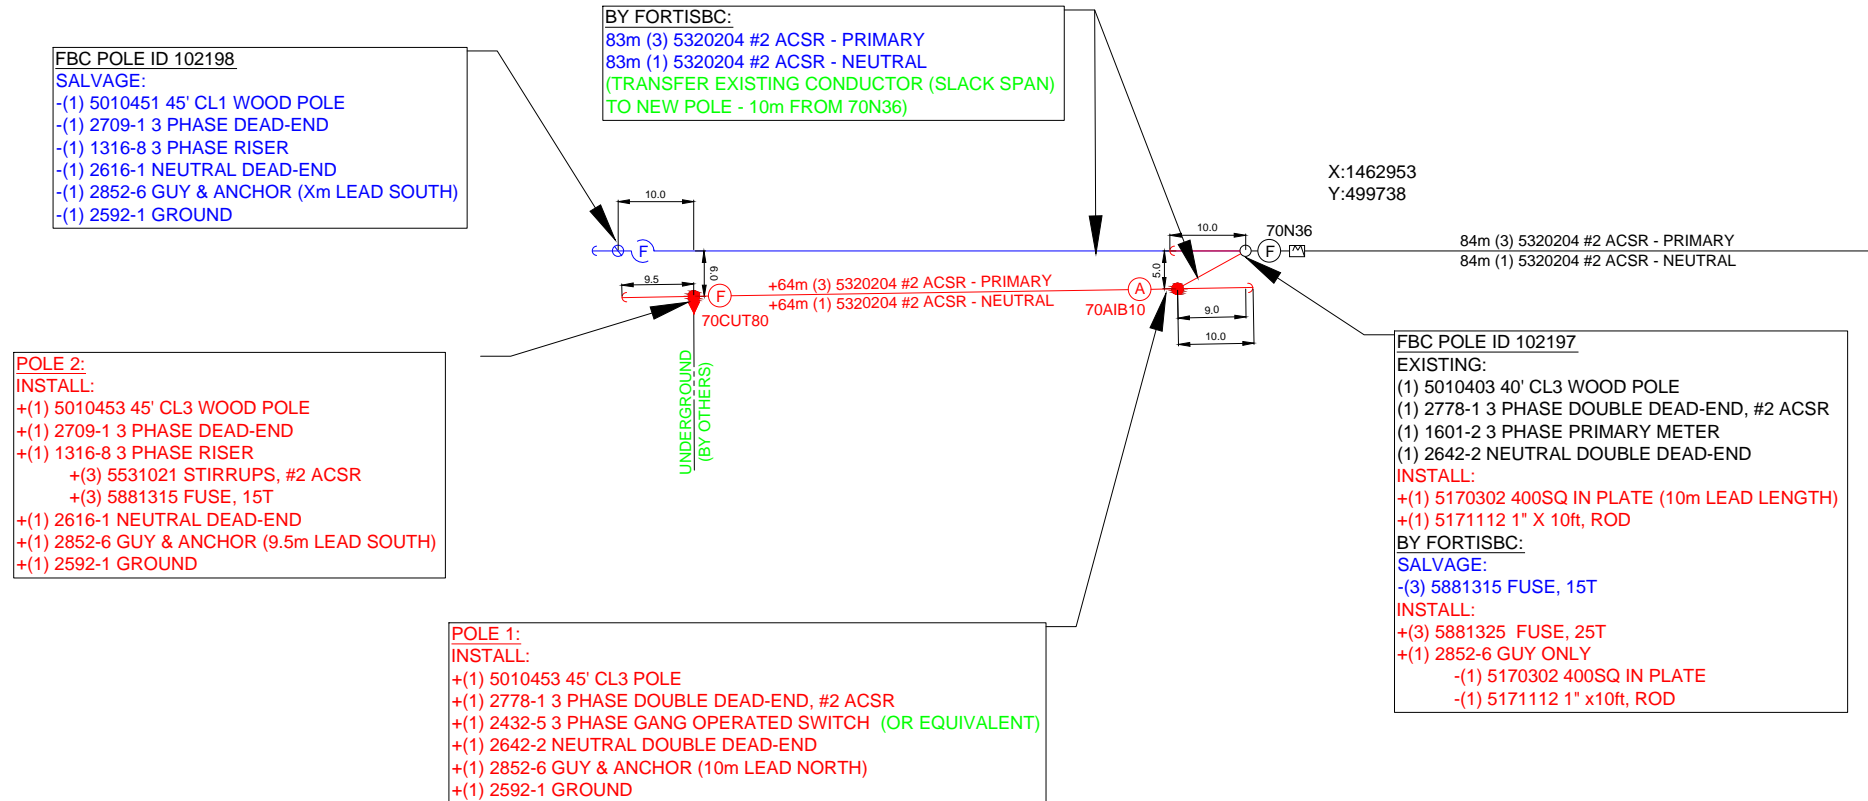 BY FORTISBC:
83m (3) 5320204 #2 ACSR - PRIMARY
83m (1) 5320204 #2 ACSR - NEUTRAL
(TRANSFER EXISTING CONDUCTOR (SLACK SPAN)
TO NEW POLE - 10m FROM 70N36)
FBC POLE ID 102198
SALVAGE:
-(1) 5010451 45' CL1 WOOD POLE
-(1) 2709-1 3 PHASE DEAD-END
-(1) 1316-8 3 PHASE RISER
-(1) 2616-1 NEUTRAL DEAD-END
-(1) 2852-6 GUY & ANCHOR (Xm LEAD SOUTH)
-(1) 2592-1 GROUND
X:1462953
Y:499738
10.0
F
6.0
9.5
F
70CUT80
+64m (3) 5320204 #2 ACSR - PRIMARY
+64m (1) 5320204 #2 ACSR - NEUTRAL
10.0
5.0
A
70AIB10
9.0
10.0
70N36
F
84m (3) 5320204 #2 ACSR - PRIMARY
84m (1) 5320204 #2 ACSR - NEUTRAL
UNDERGROUND
(BY OTHERS)
POLE 2:
INSTALL:
+(1) 5010453 45' CL3 WOOD POLE
+(1) 2709-1 3 PHASE DEAD-END
+(1) 1316-8 3 PHASE RISER
+(3) 5531021 STIRRUPS, #2 ACSR
+(3) 5881315 FUSE, 15T
+(1) 2616-1 NEUTRAL DEAD-END
+(1) 2852-6 GUY & ANCHOR (9.5m LEAD SOUTH)
+(1) 2592-1 GROUND
FBC POLE ID 102197
EXISTING:
(1) 5010403 40' CL3 WOOD POLE
(1) 2778-1 3 PHASE DOUBLE DEAD-END, #2 ACSR
(1) 1601-2 3 PHASE PRIMARY METER
(1) 2642-2 NEUTRAL DOUBLE DEAD-END
INSTALL:
+(1) 5170302 400SQ IN PLATE (10m LEAD LENGTH)
+(1) 5171112 1" X 10ft, ROD
BY FORTISBC:
SALVAGE:
-(3) 5881315 FUSE, 15T
INSTALL:
+(3) 5881325 FUSE, 25T
+(1) 2852-6 GUY ONLY
-(1) 5170302 400SQ IN PLATE
-(1) 5171112 1" x10ft, ROD
POLE 1:
INSTALL:
+(1) 5010453 45' CL3 POLE
+(1) 2778-1 3 PHASE DOUBLE DEAD-END, #2 ACSR
+(1) 2432-5 3 PHASE GANG OPERATED SWITCH (OR EQUIVALENT)
+(1) 2642-2 NEUTRAL DOUBLE DEAD-END
+(1) 2852-6 GUY & ANCHOR (10m LEAD NORTH)
+(1) 2592-1 GROUND